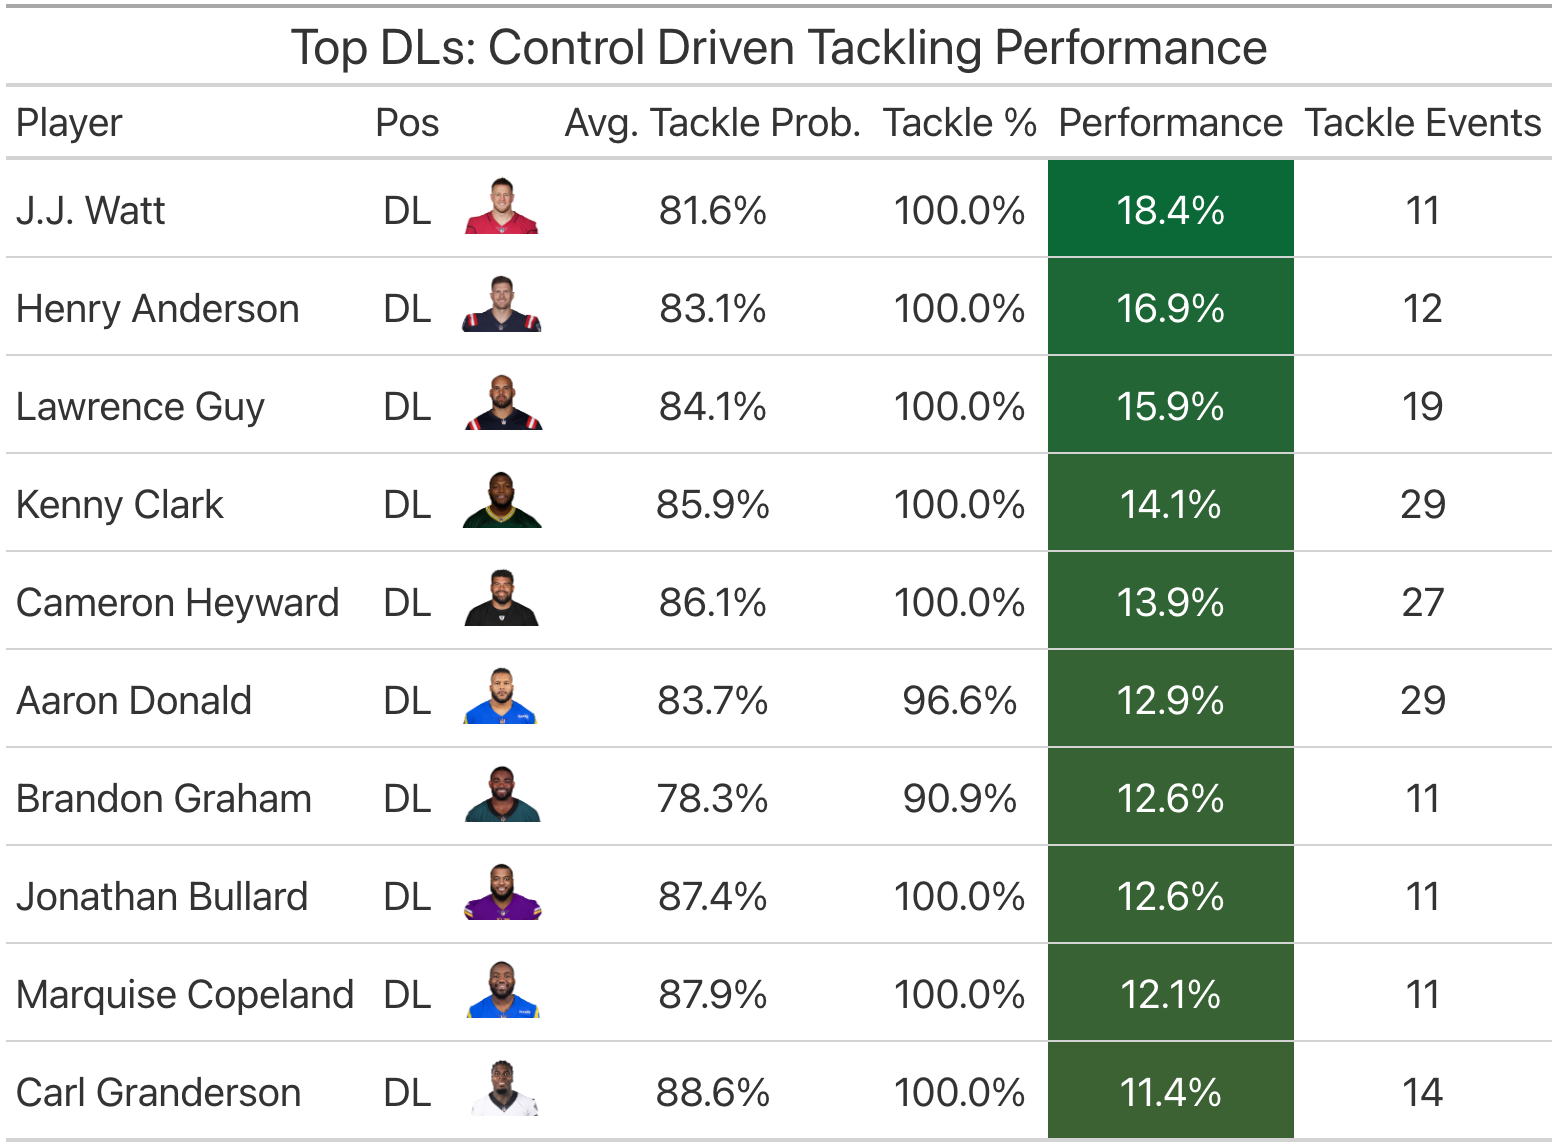 Top DLs: Control Driven Tackling Performance
Player Pos Avg. Tackle Prob. Tackle % Performance Tackle Events
J.J. Watt DL 81.6% 100.0% 18.4% 11
Henry Anderson DL 83.1% 100.0% 16.9% 12
Lawrence Guy DL 84.1% 100.0% 15.9% 19
Kenny Clark DL 85.9% 100.0% 14.1% 29
Cameron Heyward DL 86.1% 100.0% 13.9% 27
Aaron Donald DL 83.7% 96.6% 12.9% 29
Brandon Graham DL 78.3% 90.9% 12.6% 11
Jonathan Bullard DL 87.4% 100.0% 12.6% 11
Marquise Copeland DL 87.9% 100.0% 12.1% 11
Carl Granderson DL 88.6% 100.0% 11.4% 14